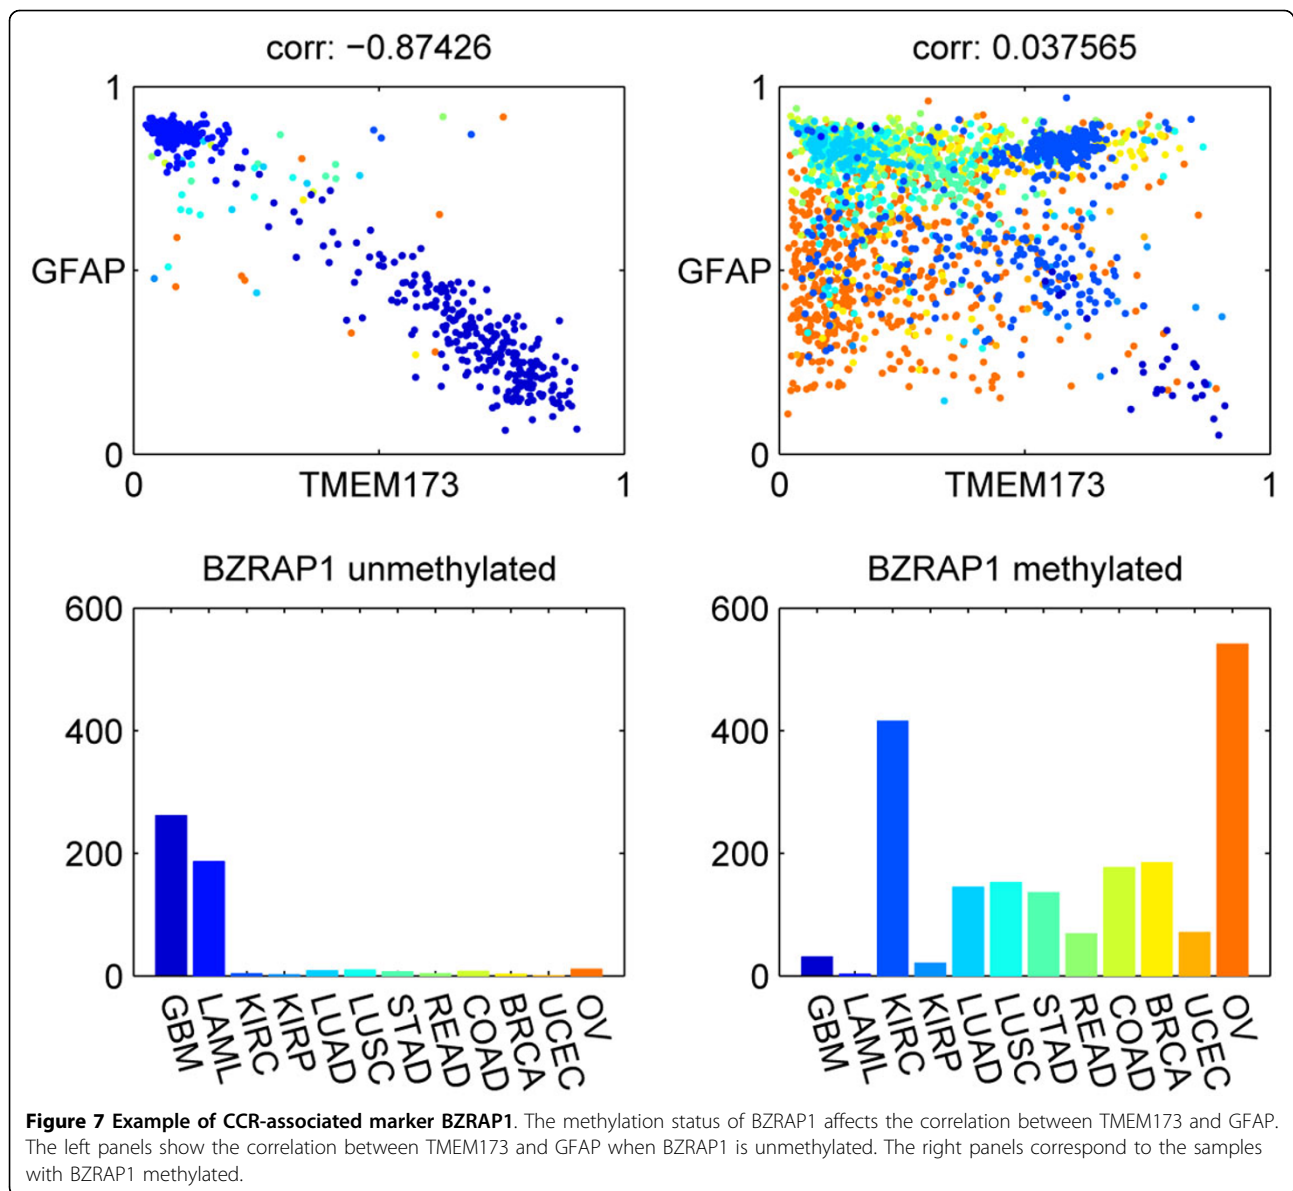 corr: −0.87426
corr: 0.037565
1
GFAP
0
0
TMEM173
1
1
GFAP
0
0
TMEM173
1
BZRAP1 unmethylated
600
400
200
0
GBM
LAML
KIRC
KIRP
LUAD
LUSC
STAD
READ
COAD
BRCA
UCEC
OV
BZRAP1 methylated
600
400
200
0
GBM
LAML
KIRC
KIRP
LUAD
LUSC
STAD
READ
COAD
BRCA
UCEC
OV
Figure 7 Example of CCR-associated marker BZRAP1. The methylation status of BZRAP1 affects the correlation between TMEM173 and GFAP.
The left panels show the correlation between TMEM173 and GFAP when BZRAP1 is unmethylated. The right panels correspond to the samples
with BZRAP1 methylated.